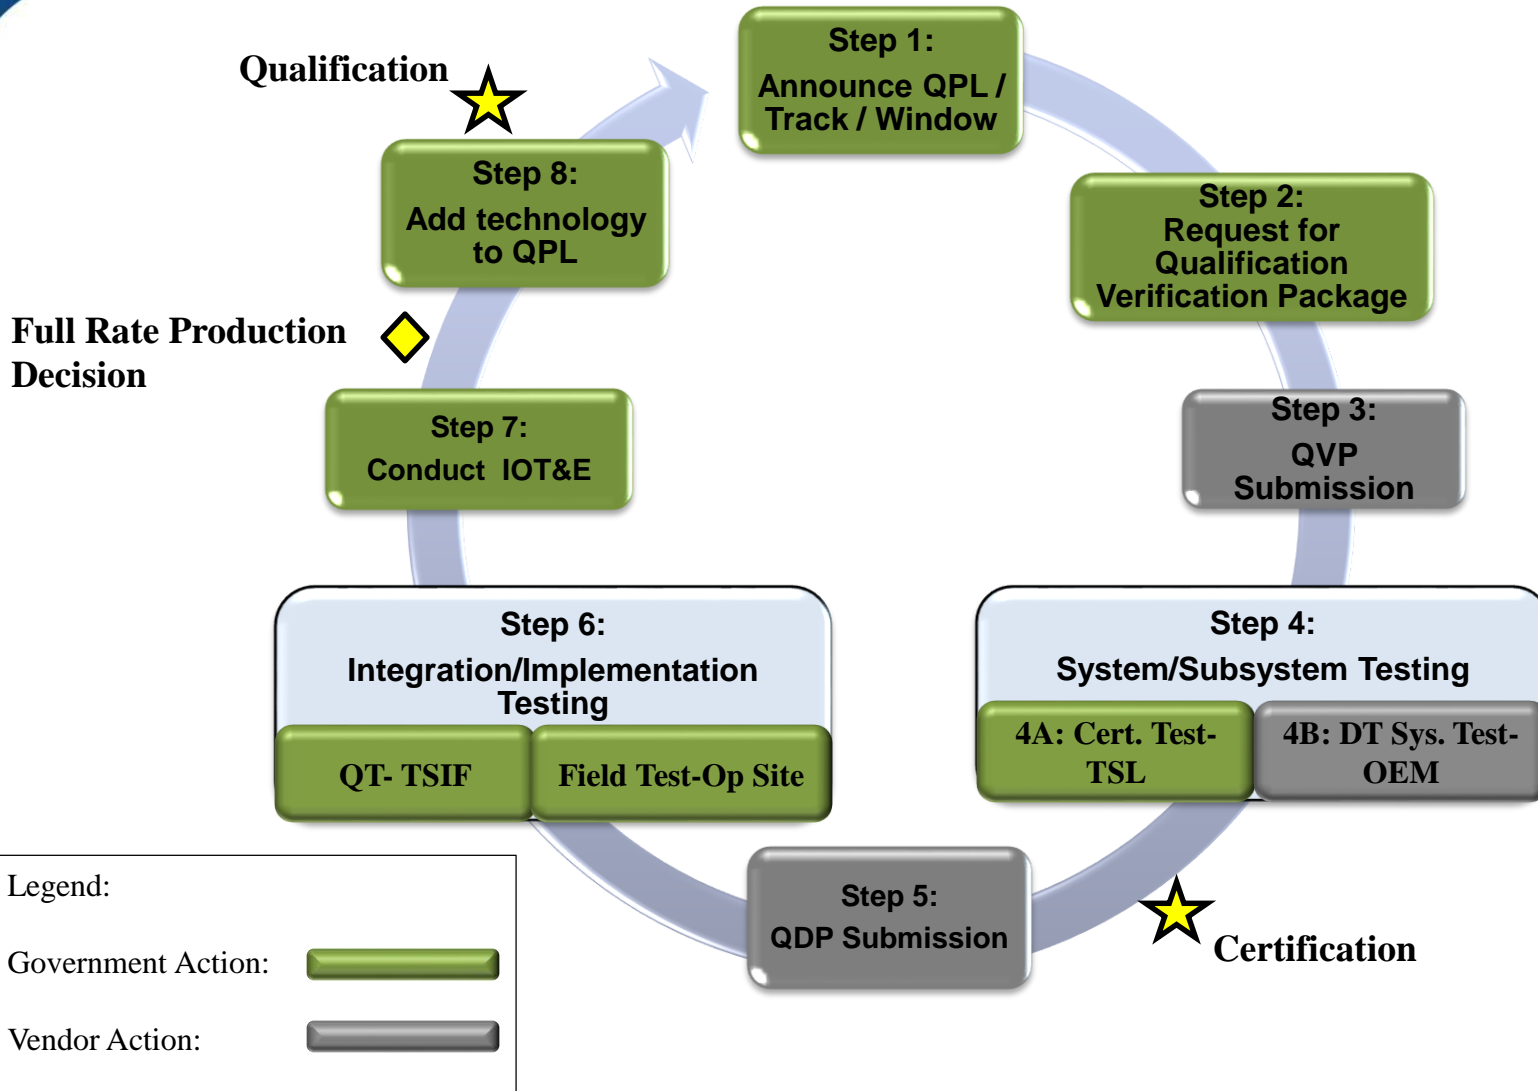 Qualification
Step 1:
Announce QPL /
Track / Window
Step 8:
Add technology
to QPL
Step 2:
Request for
Qualification
Verification Package
Full Rate Production
Decision
Step 7:
Conduct IOT&E
Step 3:
QVP
Submission
Step 6:
Integration/Implementation
Testing
QT- TSIF
Field Test-Op Site
Step 4:
System/Subsystem Testing
4A: Cert. Test-
TSL
4B: DT Sys. Test-
OEM
Step 5:
QDP Submission
Certification
Legend:
Government Action:
Vendor Action: